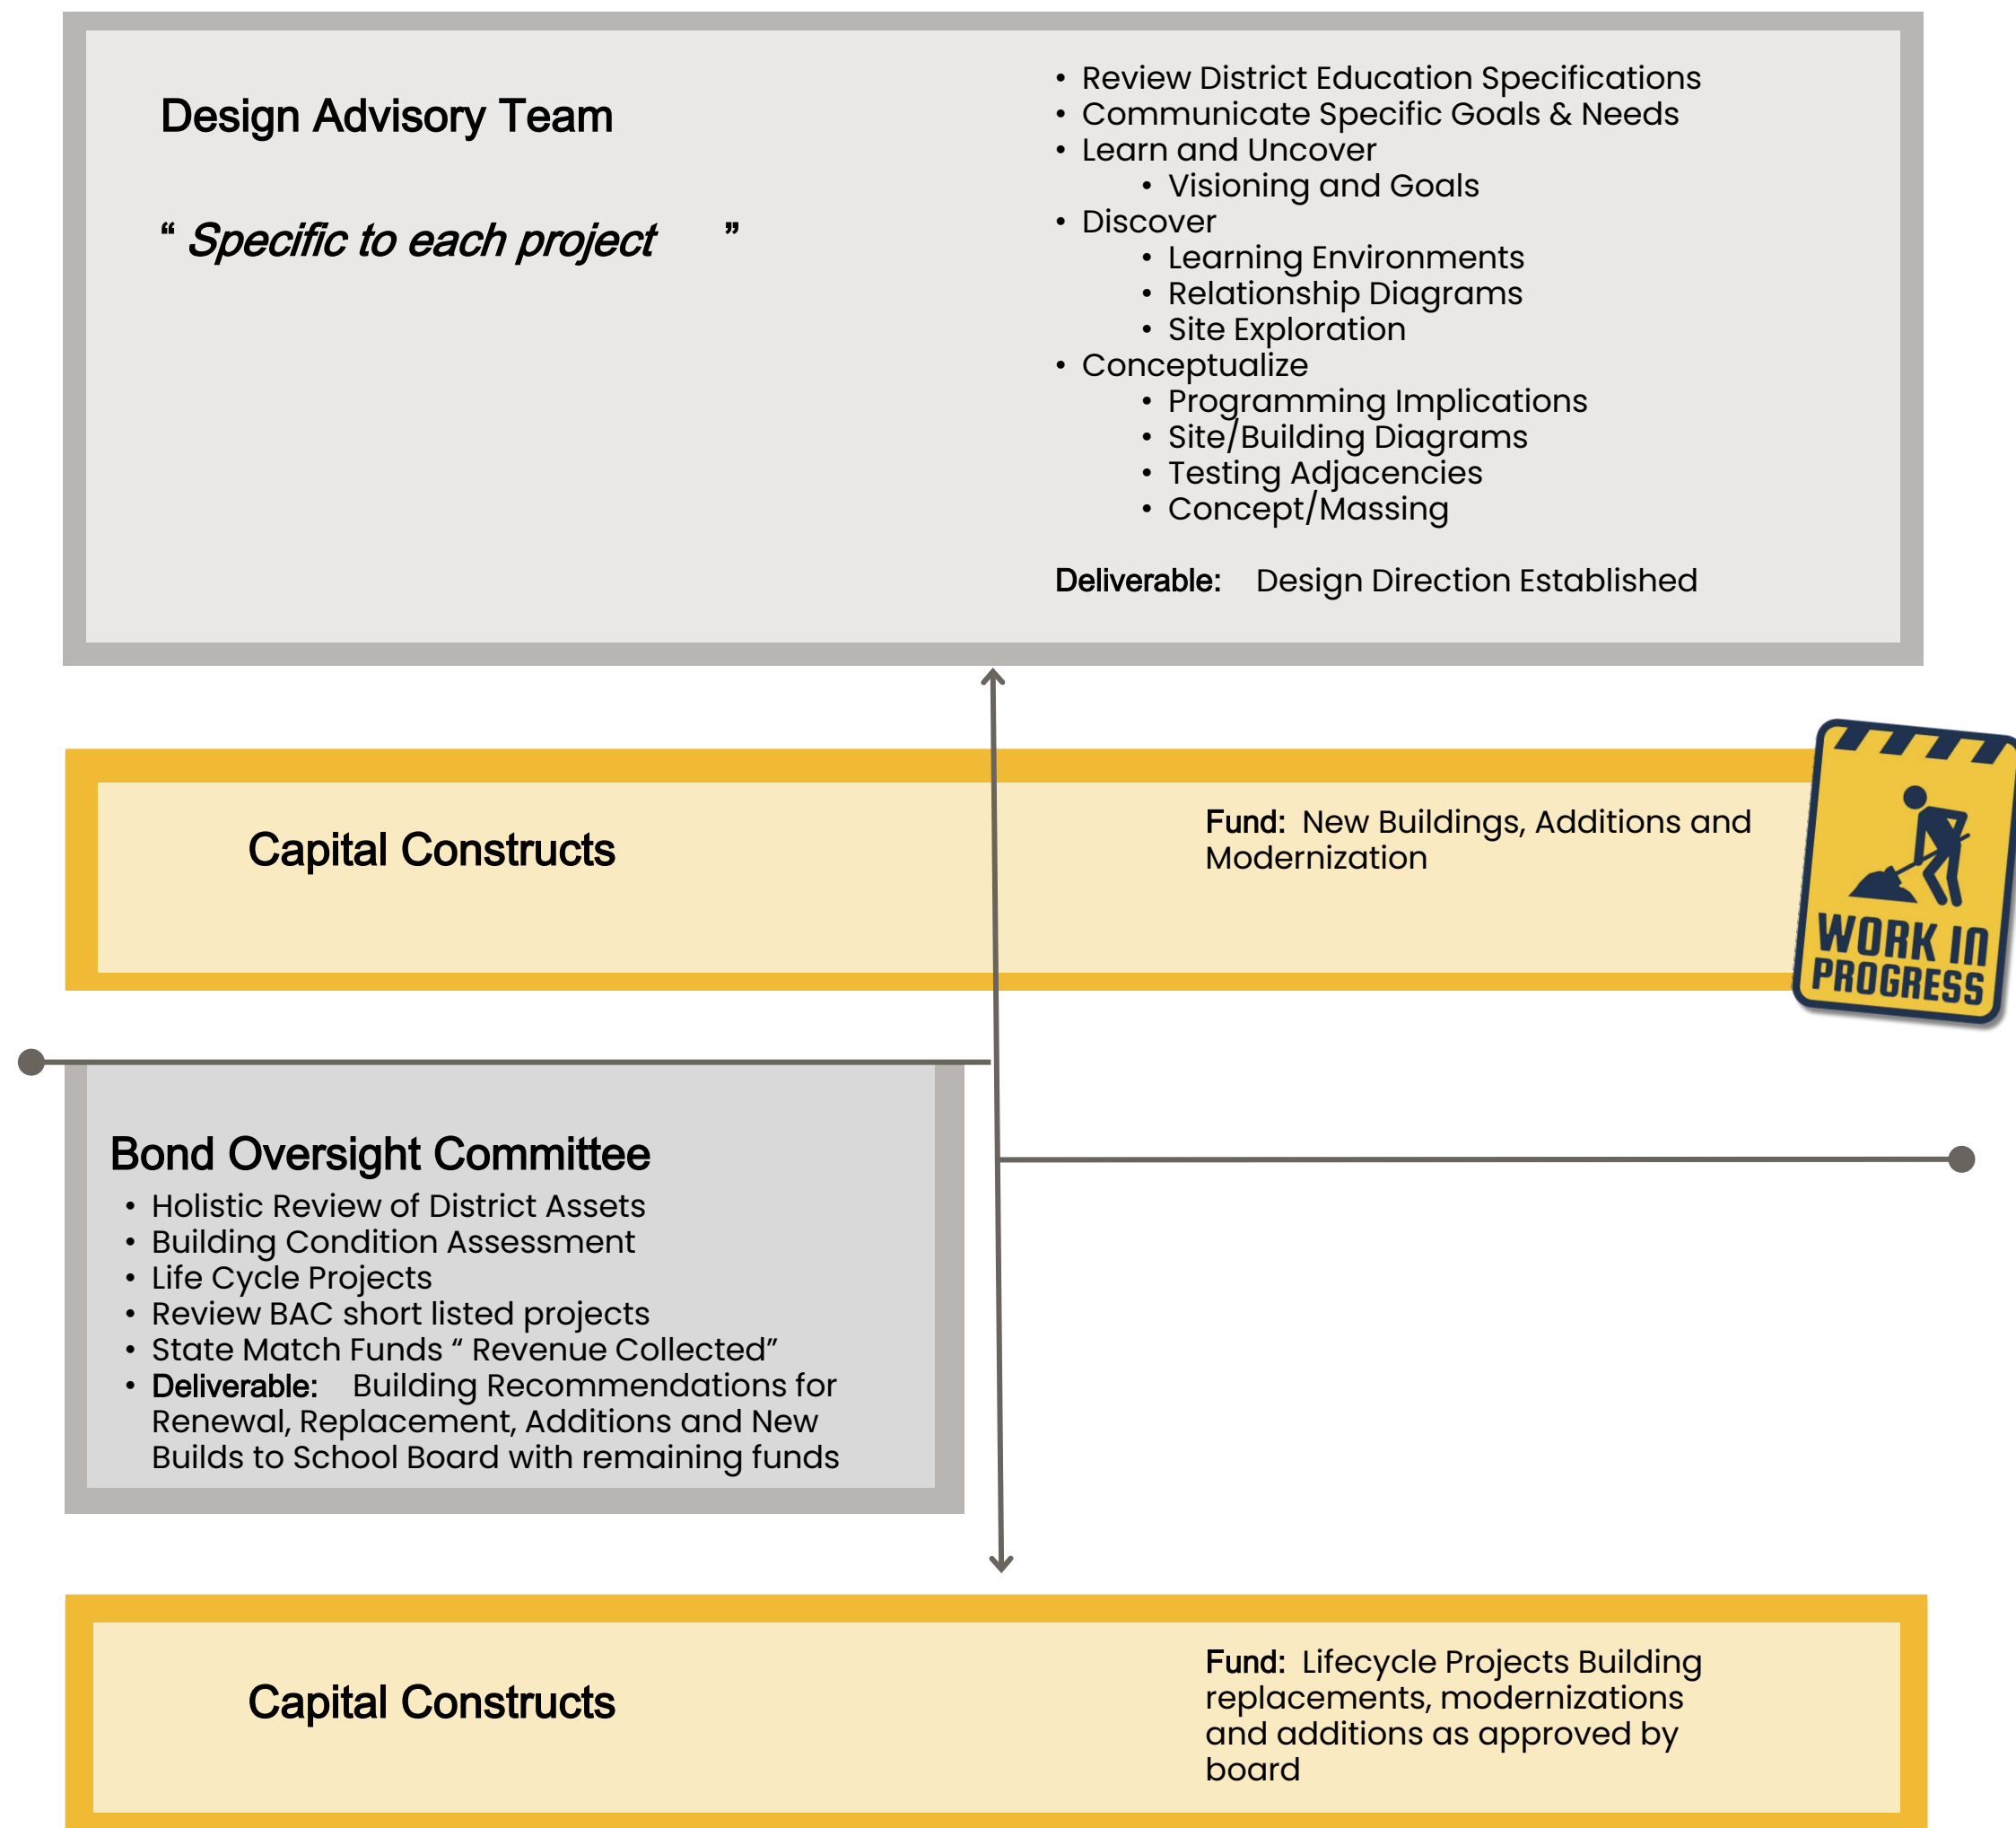 Design Advisory Team
“ Specific to each project ”
• Review District Education Specifications
• Communicate Specific Goals & Needs
• Learn and Uncover
• Visioning and Goals
• Discover
• Learning Environments
• Relationship Diagrams
• Site Exploration
• Conceptualize
• Programming Implications
• Site/Building Diagrams
• Testing Adjacencies
• Concept/Massing
Deliverable: Design Direction Established
Capital Constructs
Fund: New Buildings, Additions and
Modernization
WORK IN
PROGRESS
Bond Oversight Committee
• Holistic Review of District Assets
• Building Condition Assessment
• Life Cycle Projects
• Review BAC short listed projects
• State Match Funds “ Revenue Collected”
• Deliverable: Building Recommendations for
Renewal, Replacement, Additions and New
Builds to School Board with remaining funds
Capital Constructs
Fund: Lifecycle Projects Building
replacements, modernizations
and additions as approved by
board